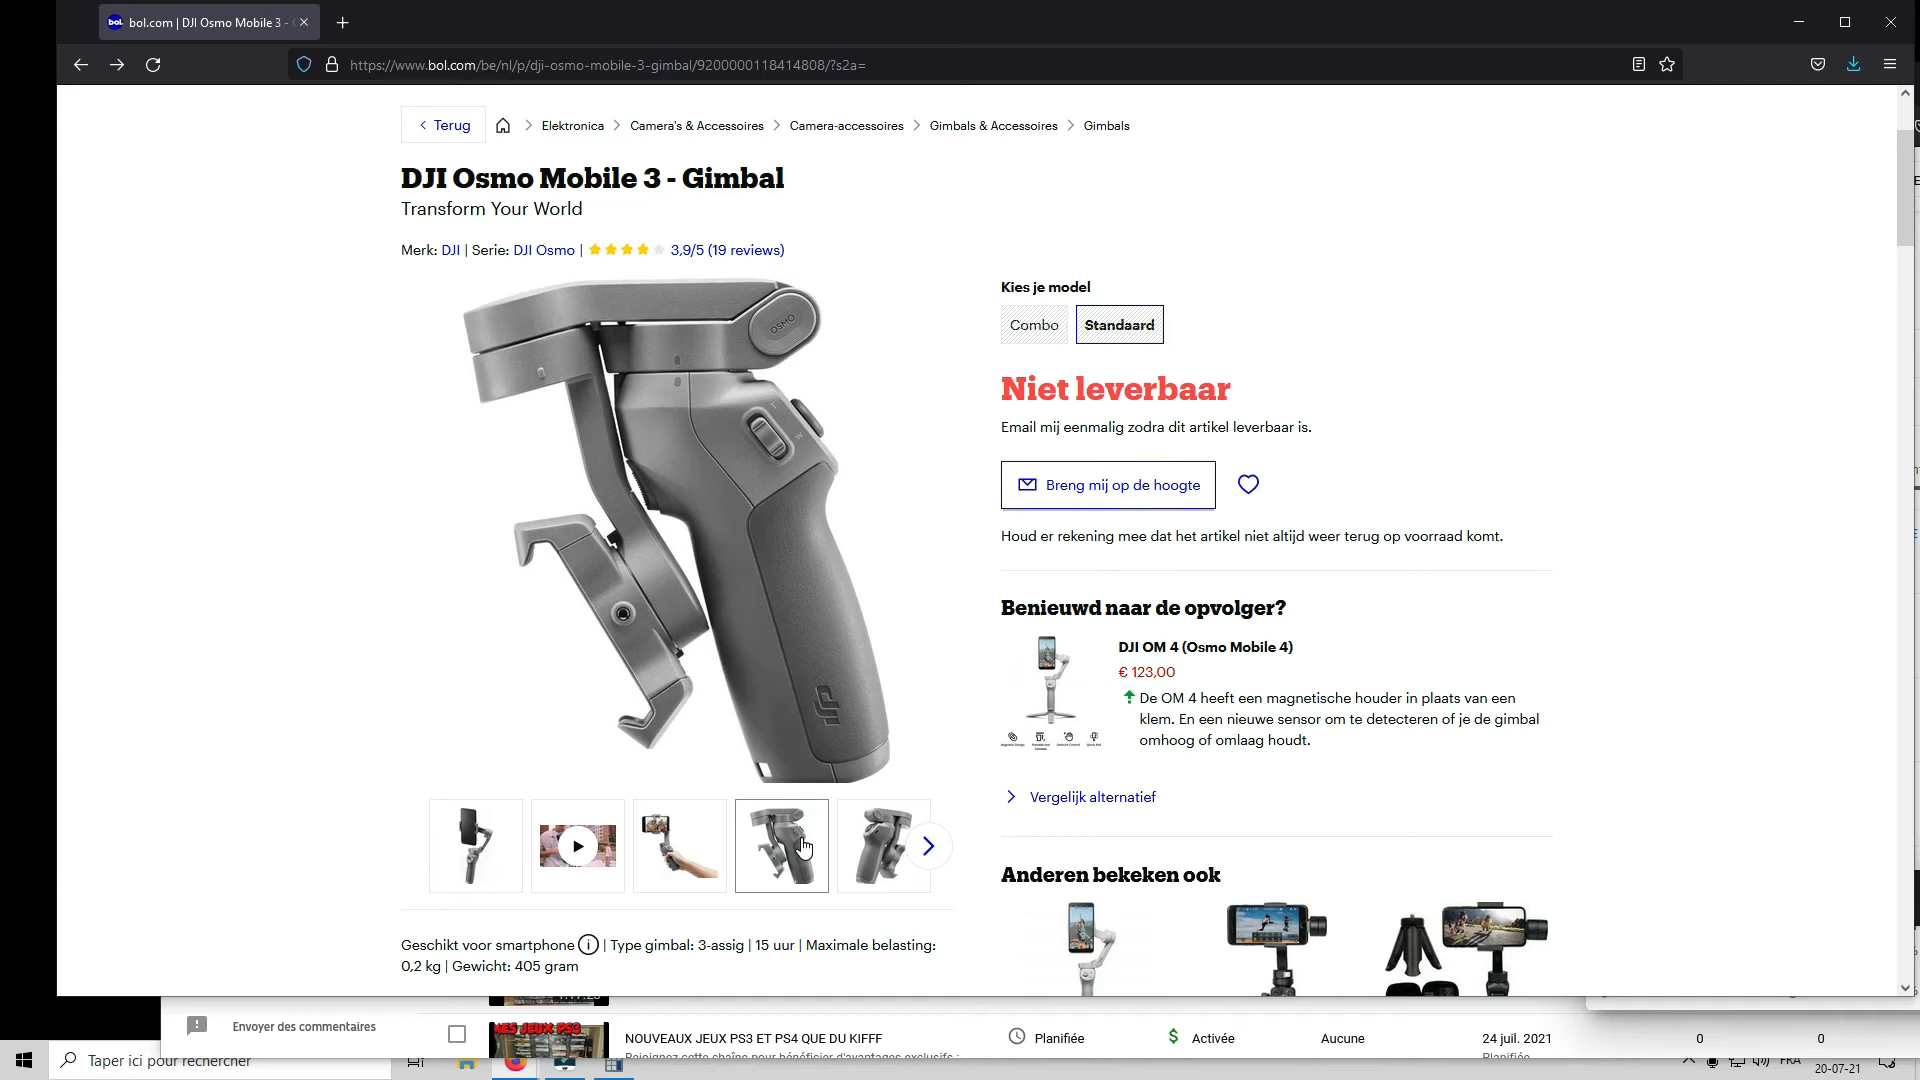 bol.
bol.com | DJI Osmo Mobile 3 -
https://www.bol.com/be/nl/p/dji-osmo-mobile-3-gimbal/9200000118414808/?s2a=
Terug
Elektronica
Camera's & Accessoires
Camera-accessoires
Gimbals & Accessoires
Gimbals
DJI Osmo Mobile 3 - Gimbal
Transform Your World
Merk: DJI | Serie: DJI Osmo | 3,9/5 (19 reviews)
OSMO
T
W
dji
Kies je model
Combo
Standaard
Niet leverbaar
Email mij eenmalig zodra dit artikel leverbaar is.
Breng mij op de hoogte
Houd er rekening mee dat het artikel niet altijd weer terug op voorraad komt.
Benieuwd naar de opvolger?
DJI OM 4 (Osmo Mobile 4)
€ 123,00
De OM 4 heeft een magnetische houder in plaats van een
klem. En een nieuwe sensor om te detecteren of je de gimbal
omhoog of omlaag houdt.
Vergelijk alternatief
Anderen bekeken ook
Geschikt voor smartphone | Type gimbal: 3-assig | 15 uur | Maximale belasting:
0,2 kg | Gewicht: 405 gram
Envoyer des commentaires
MES JEUX PS3
NOUVEAUX JEUX PS3 ET PS4 QUE DU KIFFF
Planifiée
Activée
Aucune
24 juil. 2021
0
0
Rejoignez cette chaîne pour bénéficier d'avantages exclusifs :
Planifiée
Taper ici pour rechercher
FRA
20-07-21